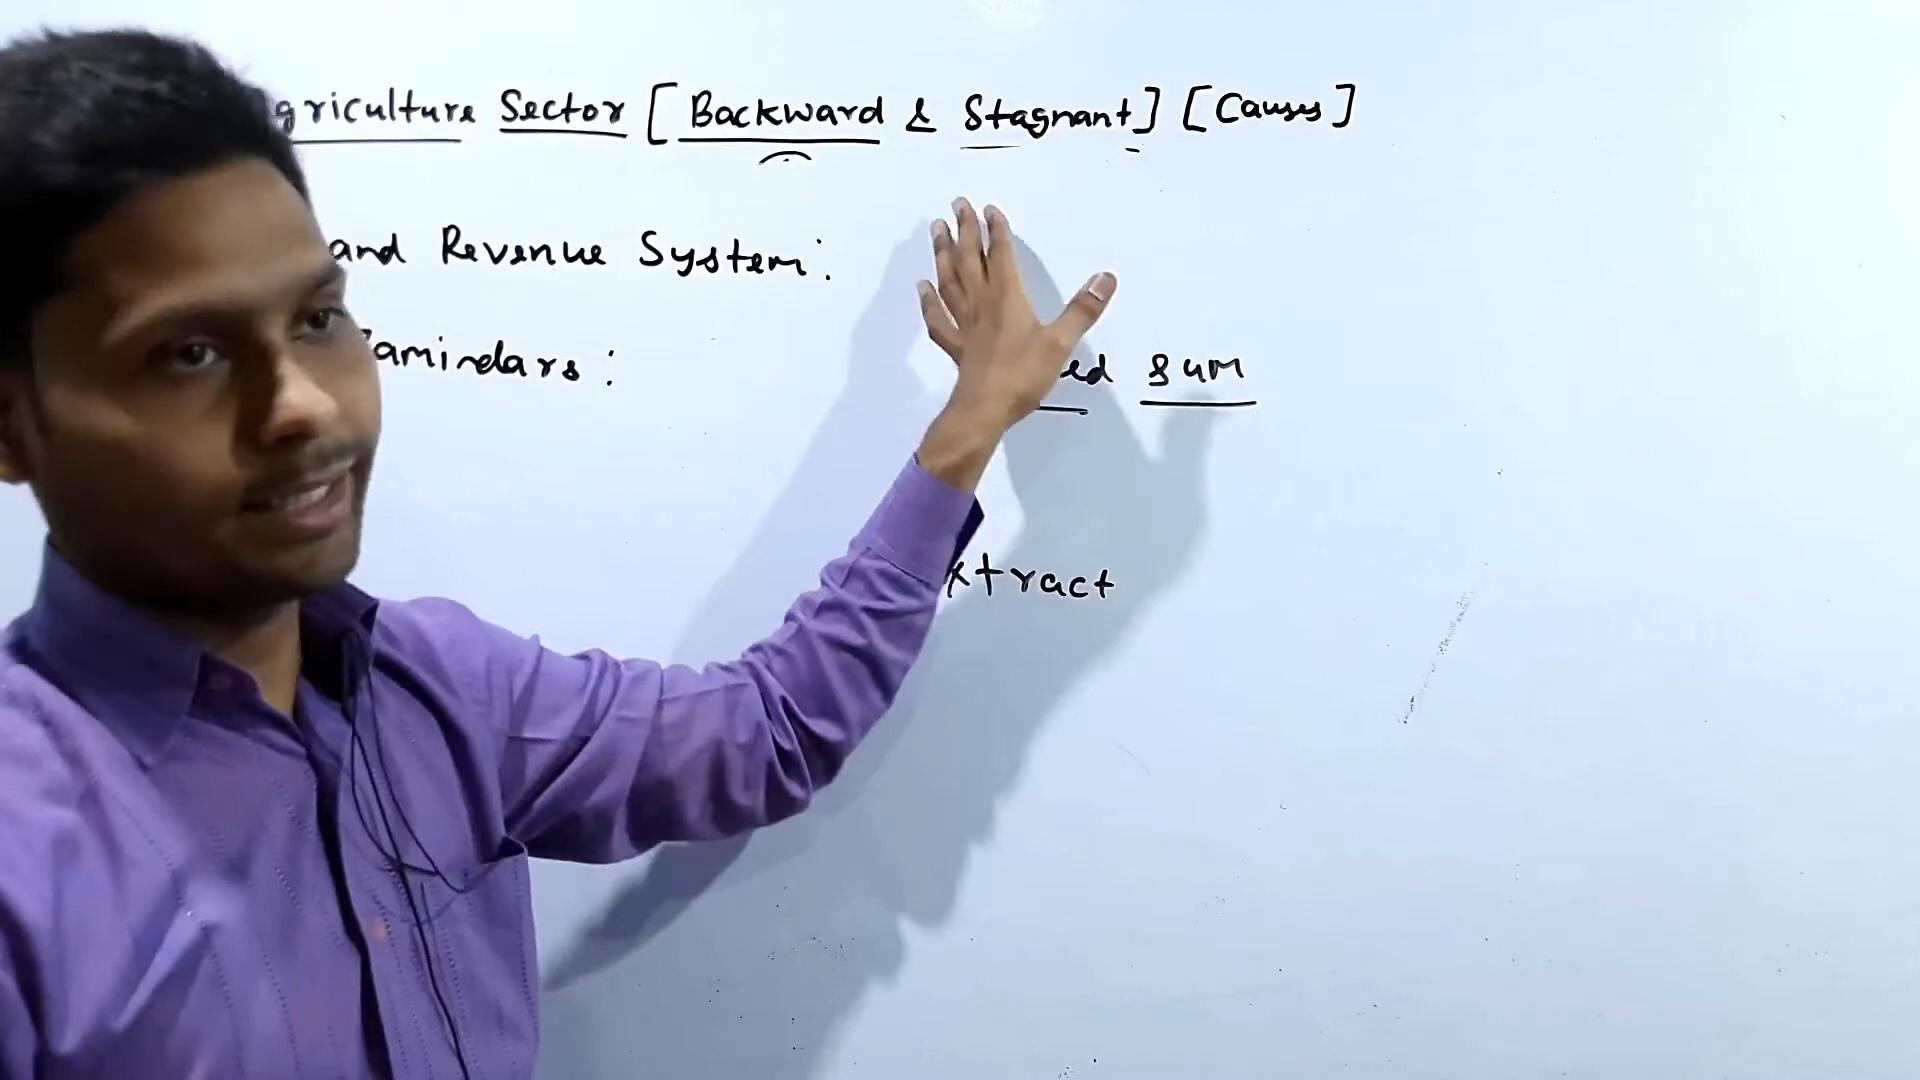 griculture Sector [Backward & Stagnant] [Causes]
and Revenue System:
amindars: ed sum
xtract